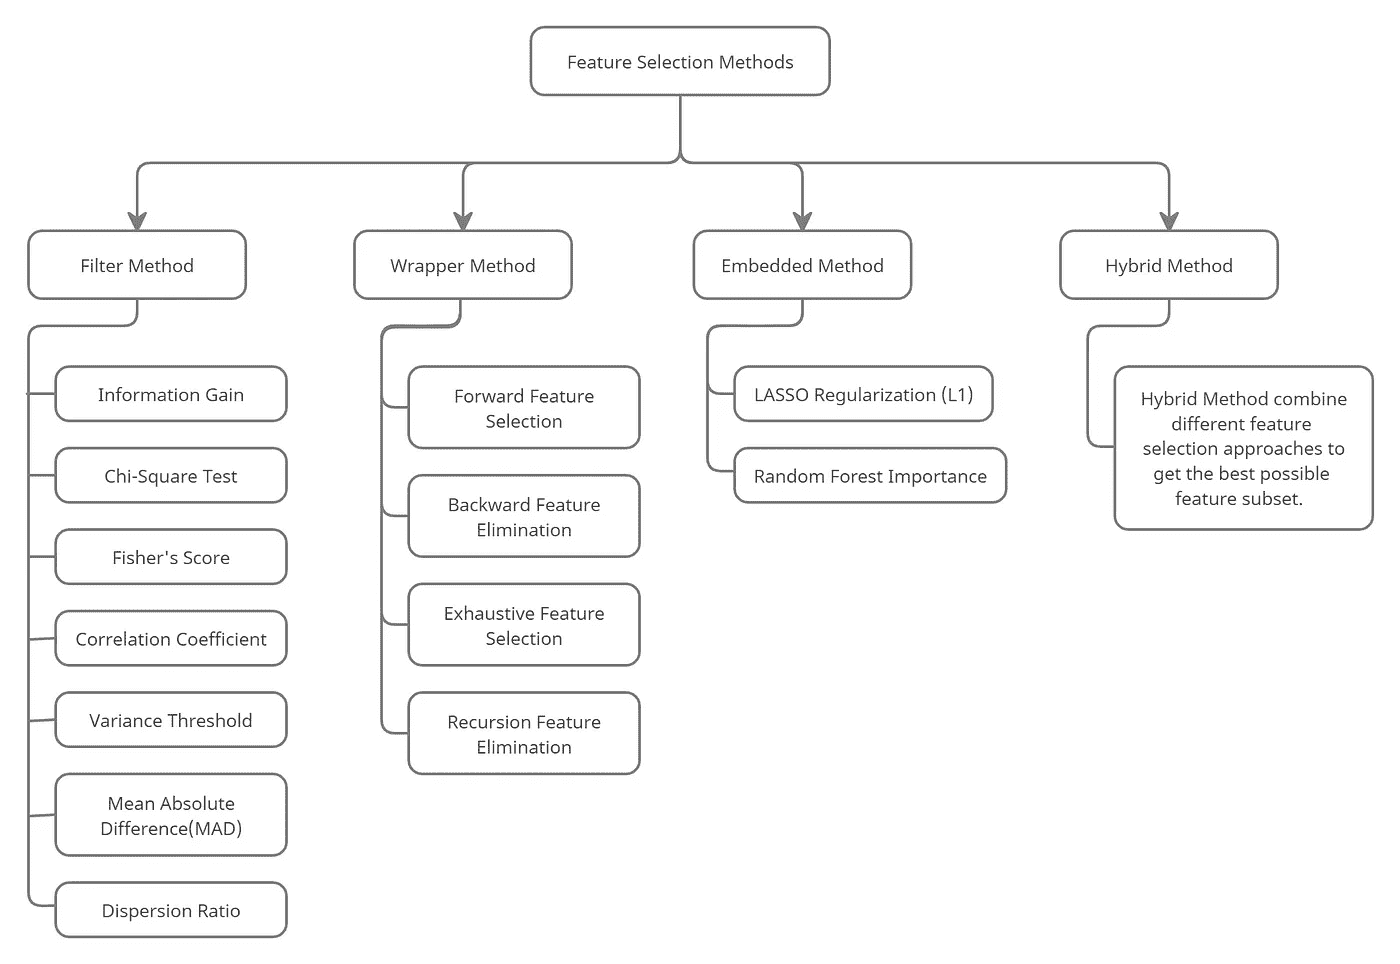 Feature Selection Methods
Filter Method
Wrapper Method
Embedded Method
Hybrid Method
Information Gain
Chi-Square Test
Fisher's Score
Correlation Coefficient
Variance Threshold
Mean Absolute
Difference(MAD)
Dispersion Ratio
Forward Feature
Selection
Backward Feature
Elimination
Exhaustive Feature
Selection
Recursion Feature
Elimination
LASSO Regularization (L1)
Random Forest Importance
Hybrid Method combine
different feature
selection approaches to
get the best possible
feature subset.